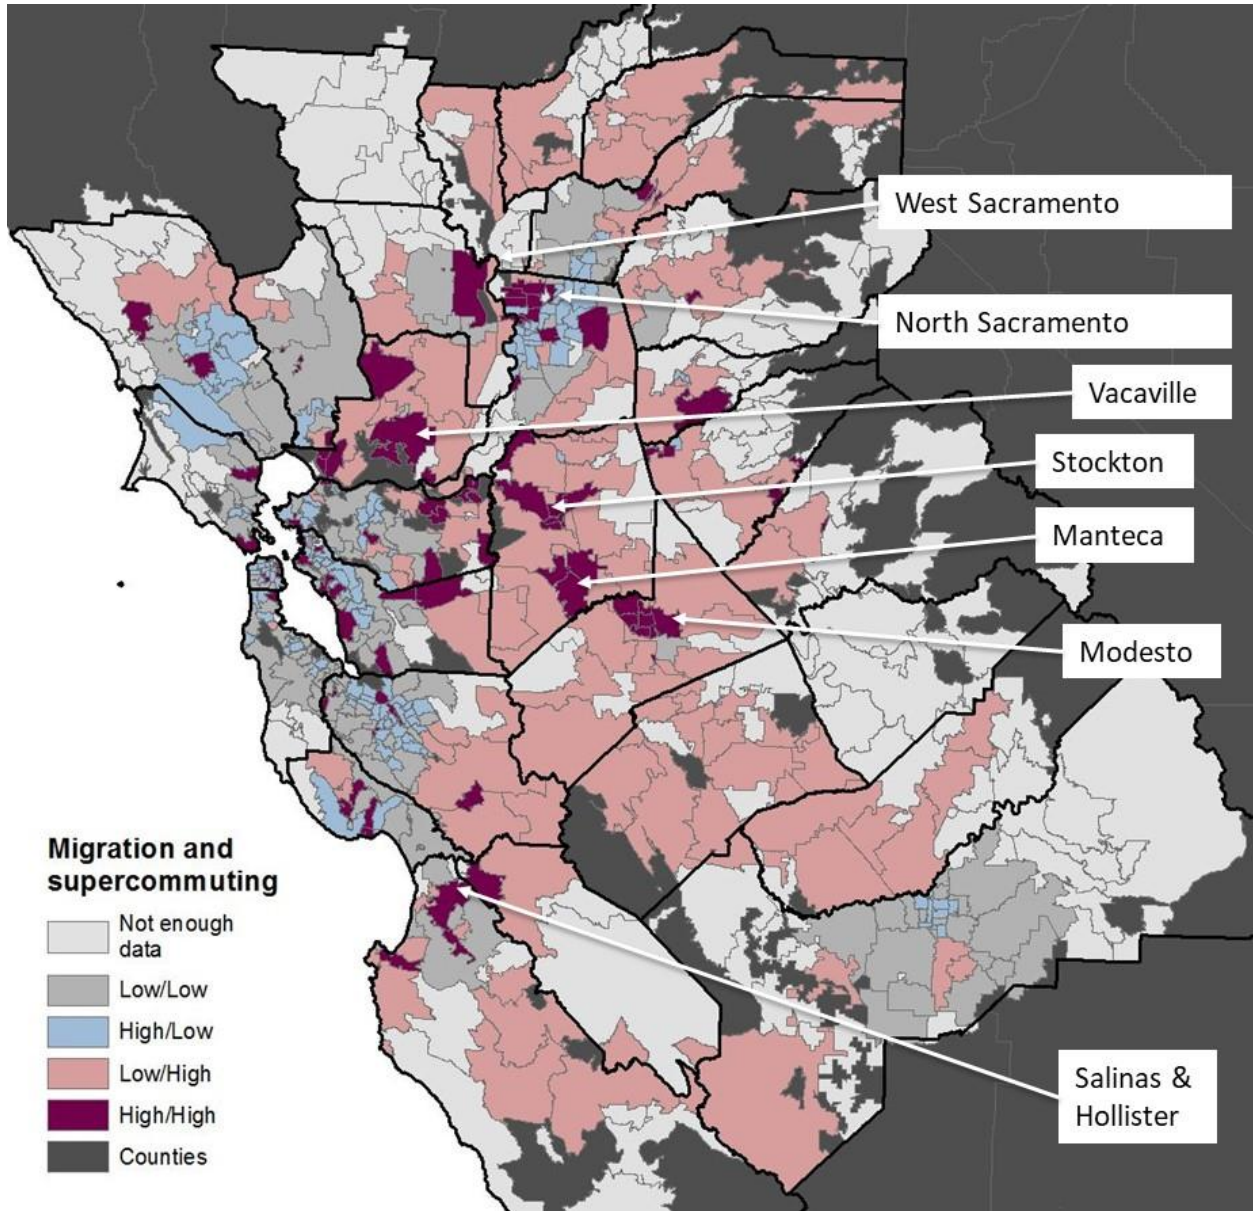 West Sacramento
North Sacramento
Vacaville
Stockton
Manteca
Modesto
Migration and
supercommuting
Not enough
data
Low/Low
High/Low
Low/High
High/High
Counties
Salinas &
Hollister